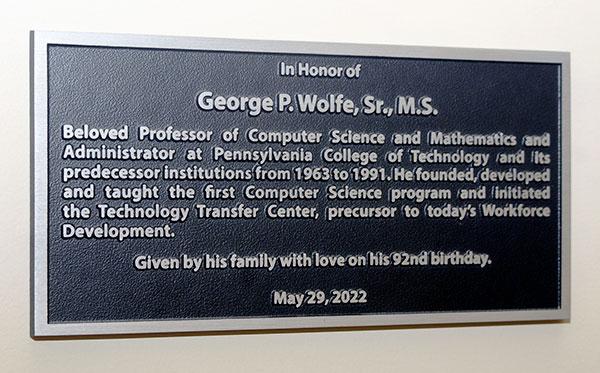 In Honor of
George P. Wolfe, Sr., M.S.
Beloved Professor of Computer Science and Mathematics and
Administrator at Pennsylvania College of Technology and Its
predecessor institutions from 1963 to 1991. He founded, developed
and taught the first Computer Science program and initiated
the Technology Transfer Center, precursor to today's Workforce
Development.
Given by his family with love on his 92nd birthday.
May 29, 2022